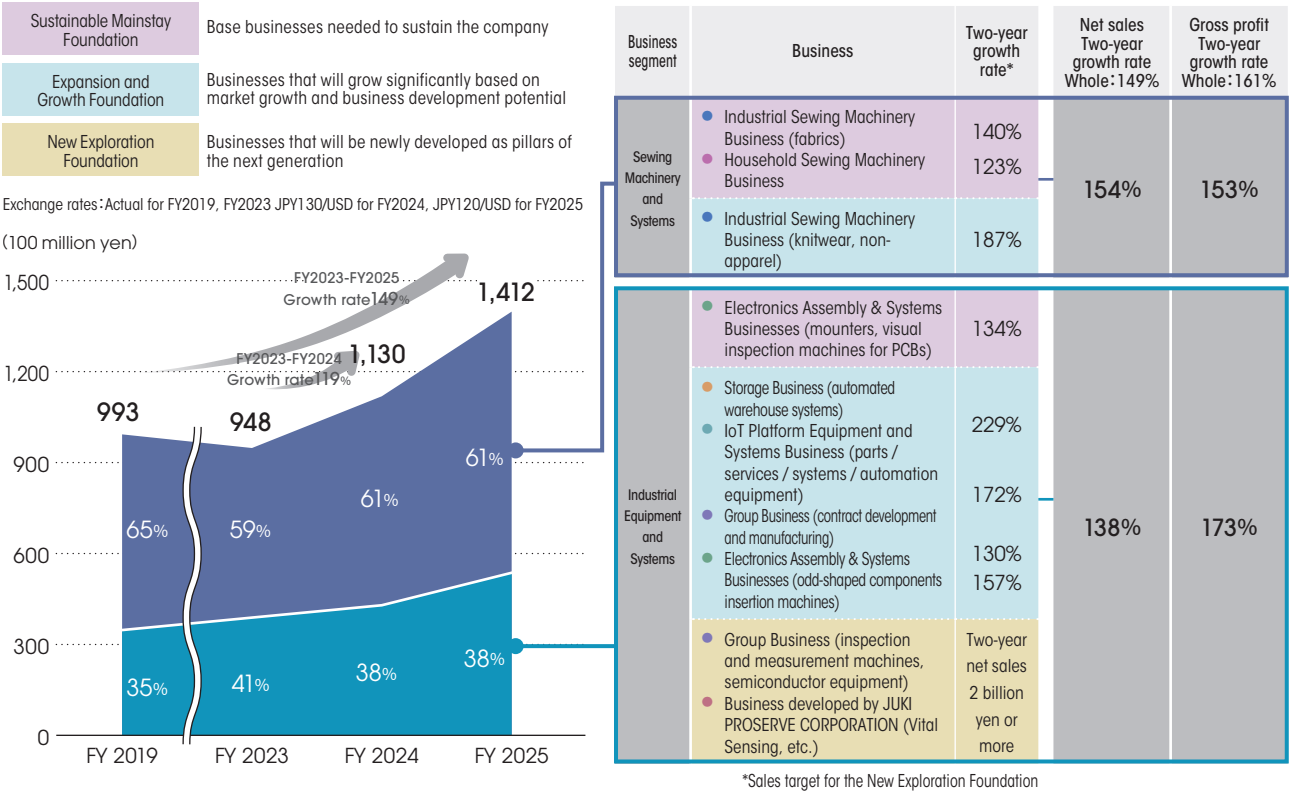 Sustainable Mainstay
Foundation
Base businesses needed to sustain the company
Expansion and
Growth Foundation
Businesses that will grow significantly based on
market growth and business development potential
New Exploration
Foundation
Businesses that will be newly developed as pillars of
the next generation
Exchange rates:Actual for FY2019, FY2023 JPY130/USD for FY2024, JPY120/USD for FY2025
(100 million yen)
1,500
1,200
900
600
300
0
FY2023-FY2025
Growth rate149%
FY2023-FY2024
Growth rate119%
993
948
1,130
1,412
65%
59%
61%
61%
35%
41%
38%
38%
FY 2019
FY 2023
FY 2024
FY 2025
Business
segment
Business
Two-year
growth
rate*
Net sales
Two-year
growth rate
Whole:149%
Gross profit
Two-year
growth rate
Whole:161%
Sewing
Machinery
and
Systems
Industrial Sewing Machinery
Business (fabrics)
140%
Household Sewing Machinery
Business
123%
Industrial Sewing Machinery
Business (knitwear, non-
apparel)
187%
154%
153%
Industrial
Equipment
and
Systems
Electronics Assembly & Systems
Businesses (mounters, visual
inspection machines for PCBs)
134%
Storage Business (automated
warehouse systems)
229%
IoT Platform Equipment and
Systems Business (parts /
services / systems / automation
equipment)
172%
Group Business (contract development
and manufacturing)
130%
Electronics Assembly & Systems
Businesses (odd-shaped components
insertion machines)
157%
Group Business (inspection
and measurement machines,
semiconductor equipment)
Business developed by JUKI
PROSERVE CORPORATION (Vital
Sensing, etc.)
Two-year
net sales
2 billion
yen or
more
138%
173%
*Sales target for the New Exploration Foundation